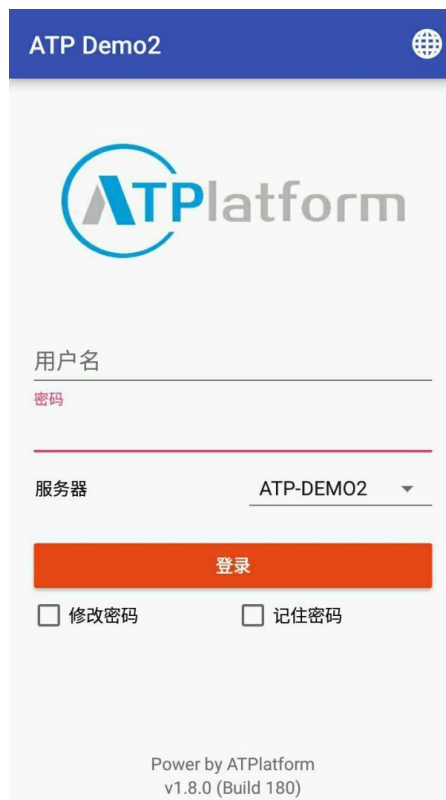 ATP Demo2
ATPlatform
用户名
密码
服务器
ATP-DEMO2
登录
修改密码
记住密码
Power by ATPlatform
v1.8.0 (Build 180)